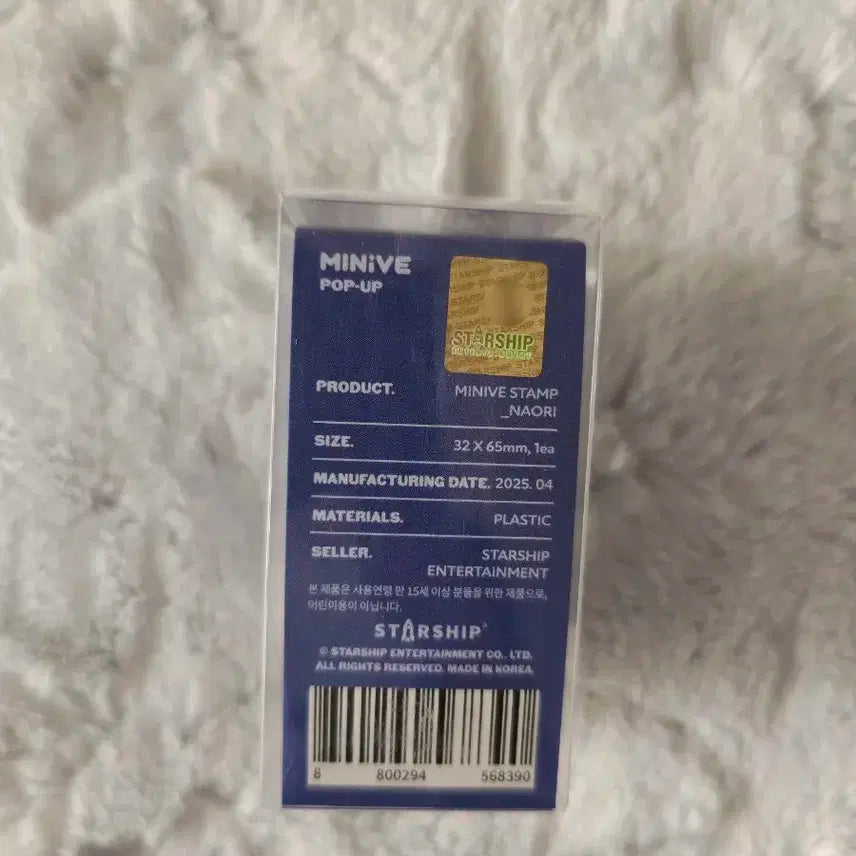 MINiVE
POP-UP
STARSHIP
ENTERTAINMENT
PRODUCT. MINIVE STAMP
_NAORI
SIZE. 32 X 65mm, 1ea
MANUFACTURING DATE. 2025. 04
MATERIALS. PLASTIC
SELLER. STARSHIP
ENTERTAINMENT
본 제품은 사용연령 만 15세 이상 분들을 위한 제품으로,
어린이용이 아닙니다.
STARSHIP
© STARSHIP ENTERTAINMENT CO., LTD.
ALL RIGHTS RESERVED. MADE IN KOREA
8 800294 568390